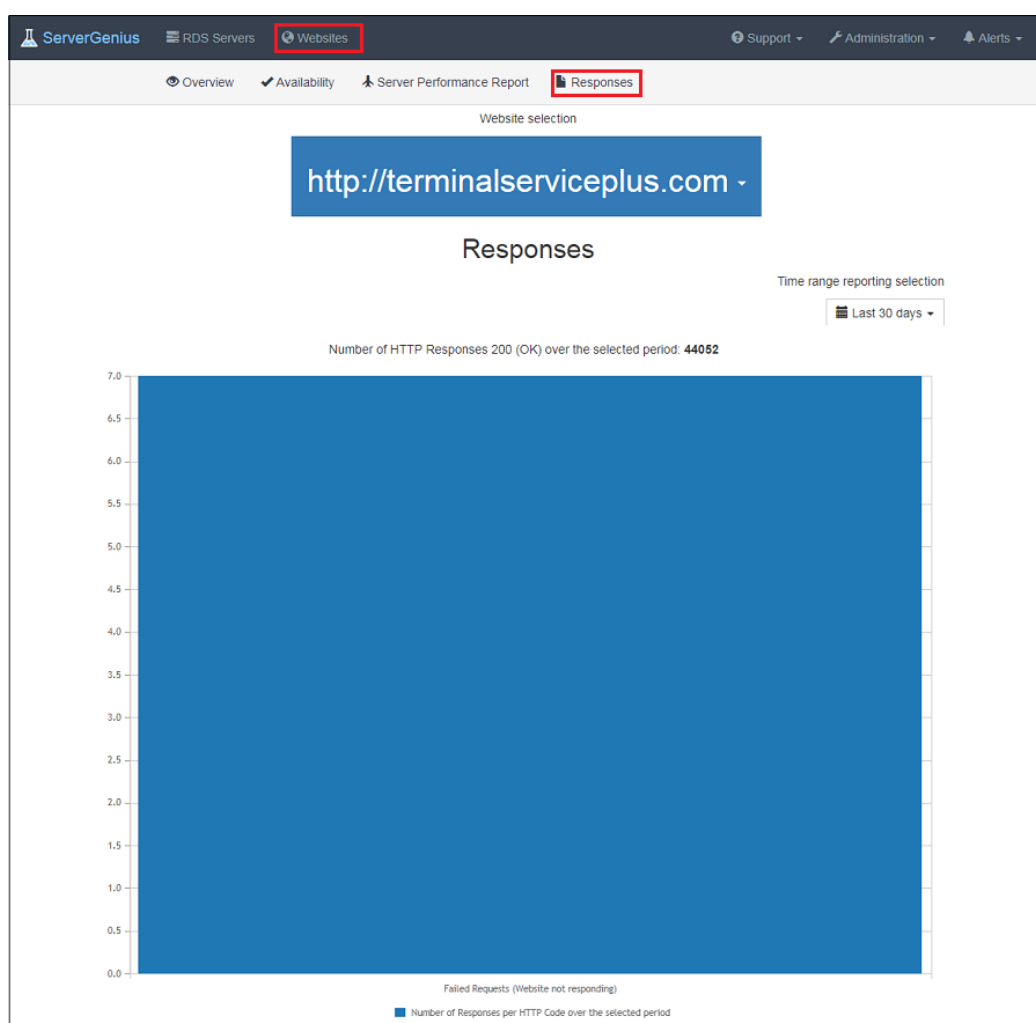 ServerGenius RDS Servers Websites Support Administration Alerts
Overview Availability Server Performance Report Responses
Website selection
http://terminalserviceplus.com
Responses
Time range reporting selection
Last 30 days
Number of HTTP Responses 200 (OK) over the selected period: 44052
7.0
6.5
6.0
5.5
5.0
4.5
4.0
3.5
3.0
2.5
2.0
1.5
1.0
0.5
0.0
Failed Requests (Website not responding)
Number of Responses per HTTP Code over the selected period